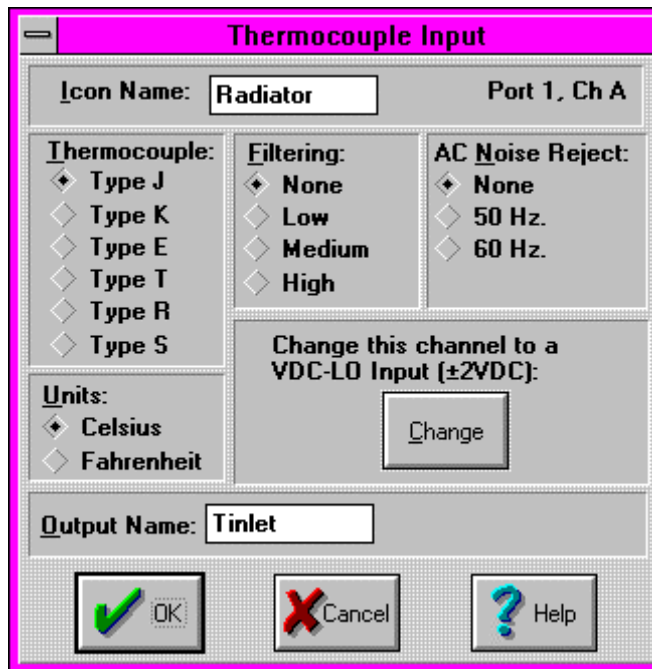 Thermocouple Input
Icon Name: Radiator Port 1, Ch A
Thermocouple:
Type J
Type K
Type E
Type T
Type R
Type S
Filtering:
None
Low
Medium
High
AC Noise Reject:
None
50 Hz.
60 Hz.
Units:
Celsius
Fahrenheit
Change this channel to a
VDC-LO Input (±2VDC):
Change
Output Name: Tinlet
OK Cancel Help